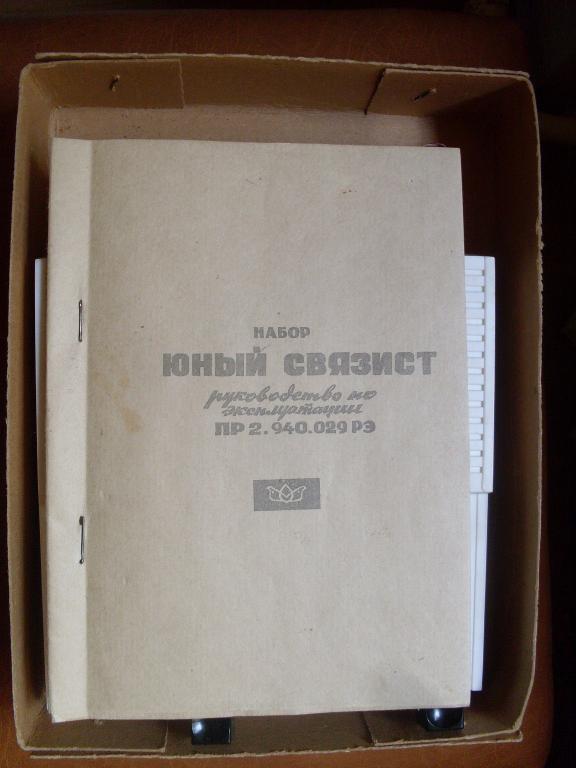 НАБОР
ЮНЫЙ СВЯЗИСТ
руководство по
эксплуатации
ПР 2.940.029 РЭ